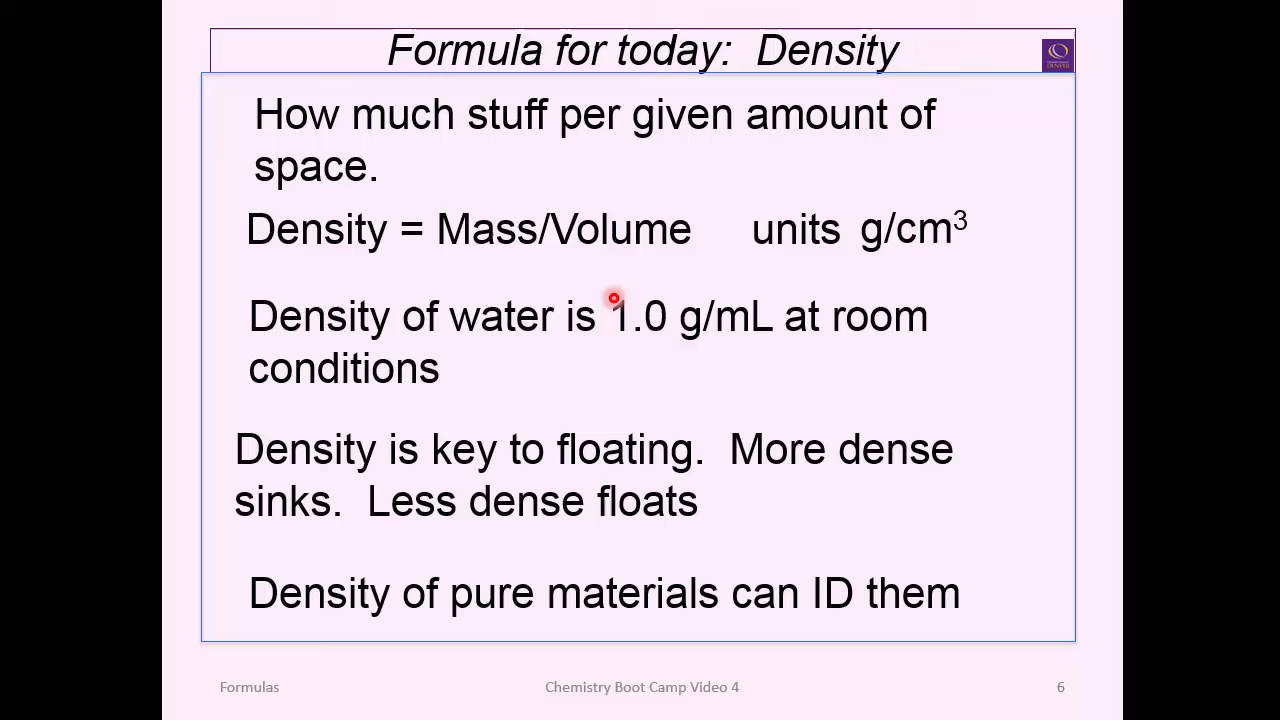 Formula for today:  Density
How much stuff per given amount of
space.
Density = Mass/Volume     units  g/cm³
Density of water is 1.0 g/mL at room
conditions
Density is key to floating.  More dense
sinks.  Less dense floats
Density of pure materials can ID them
Formulas
Chemistry Boot Camp Video 4
6